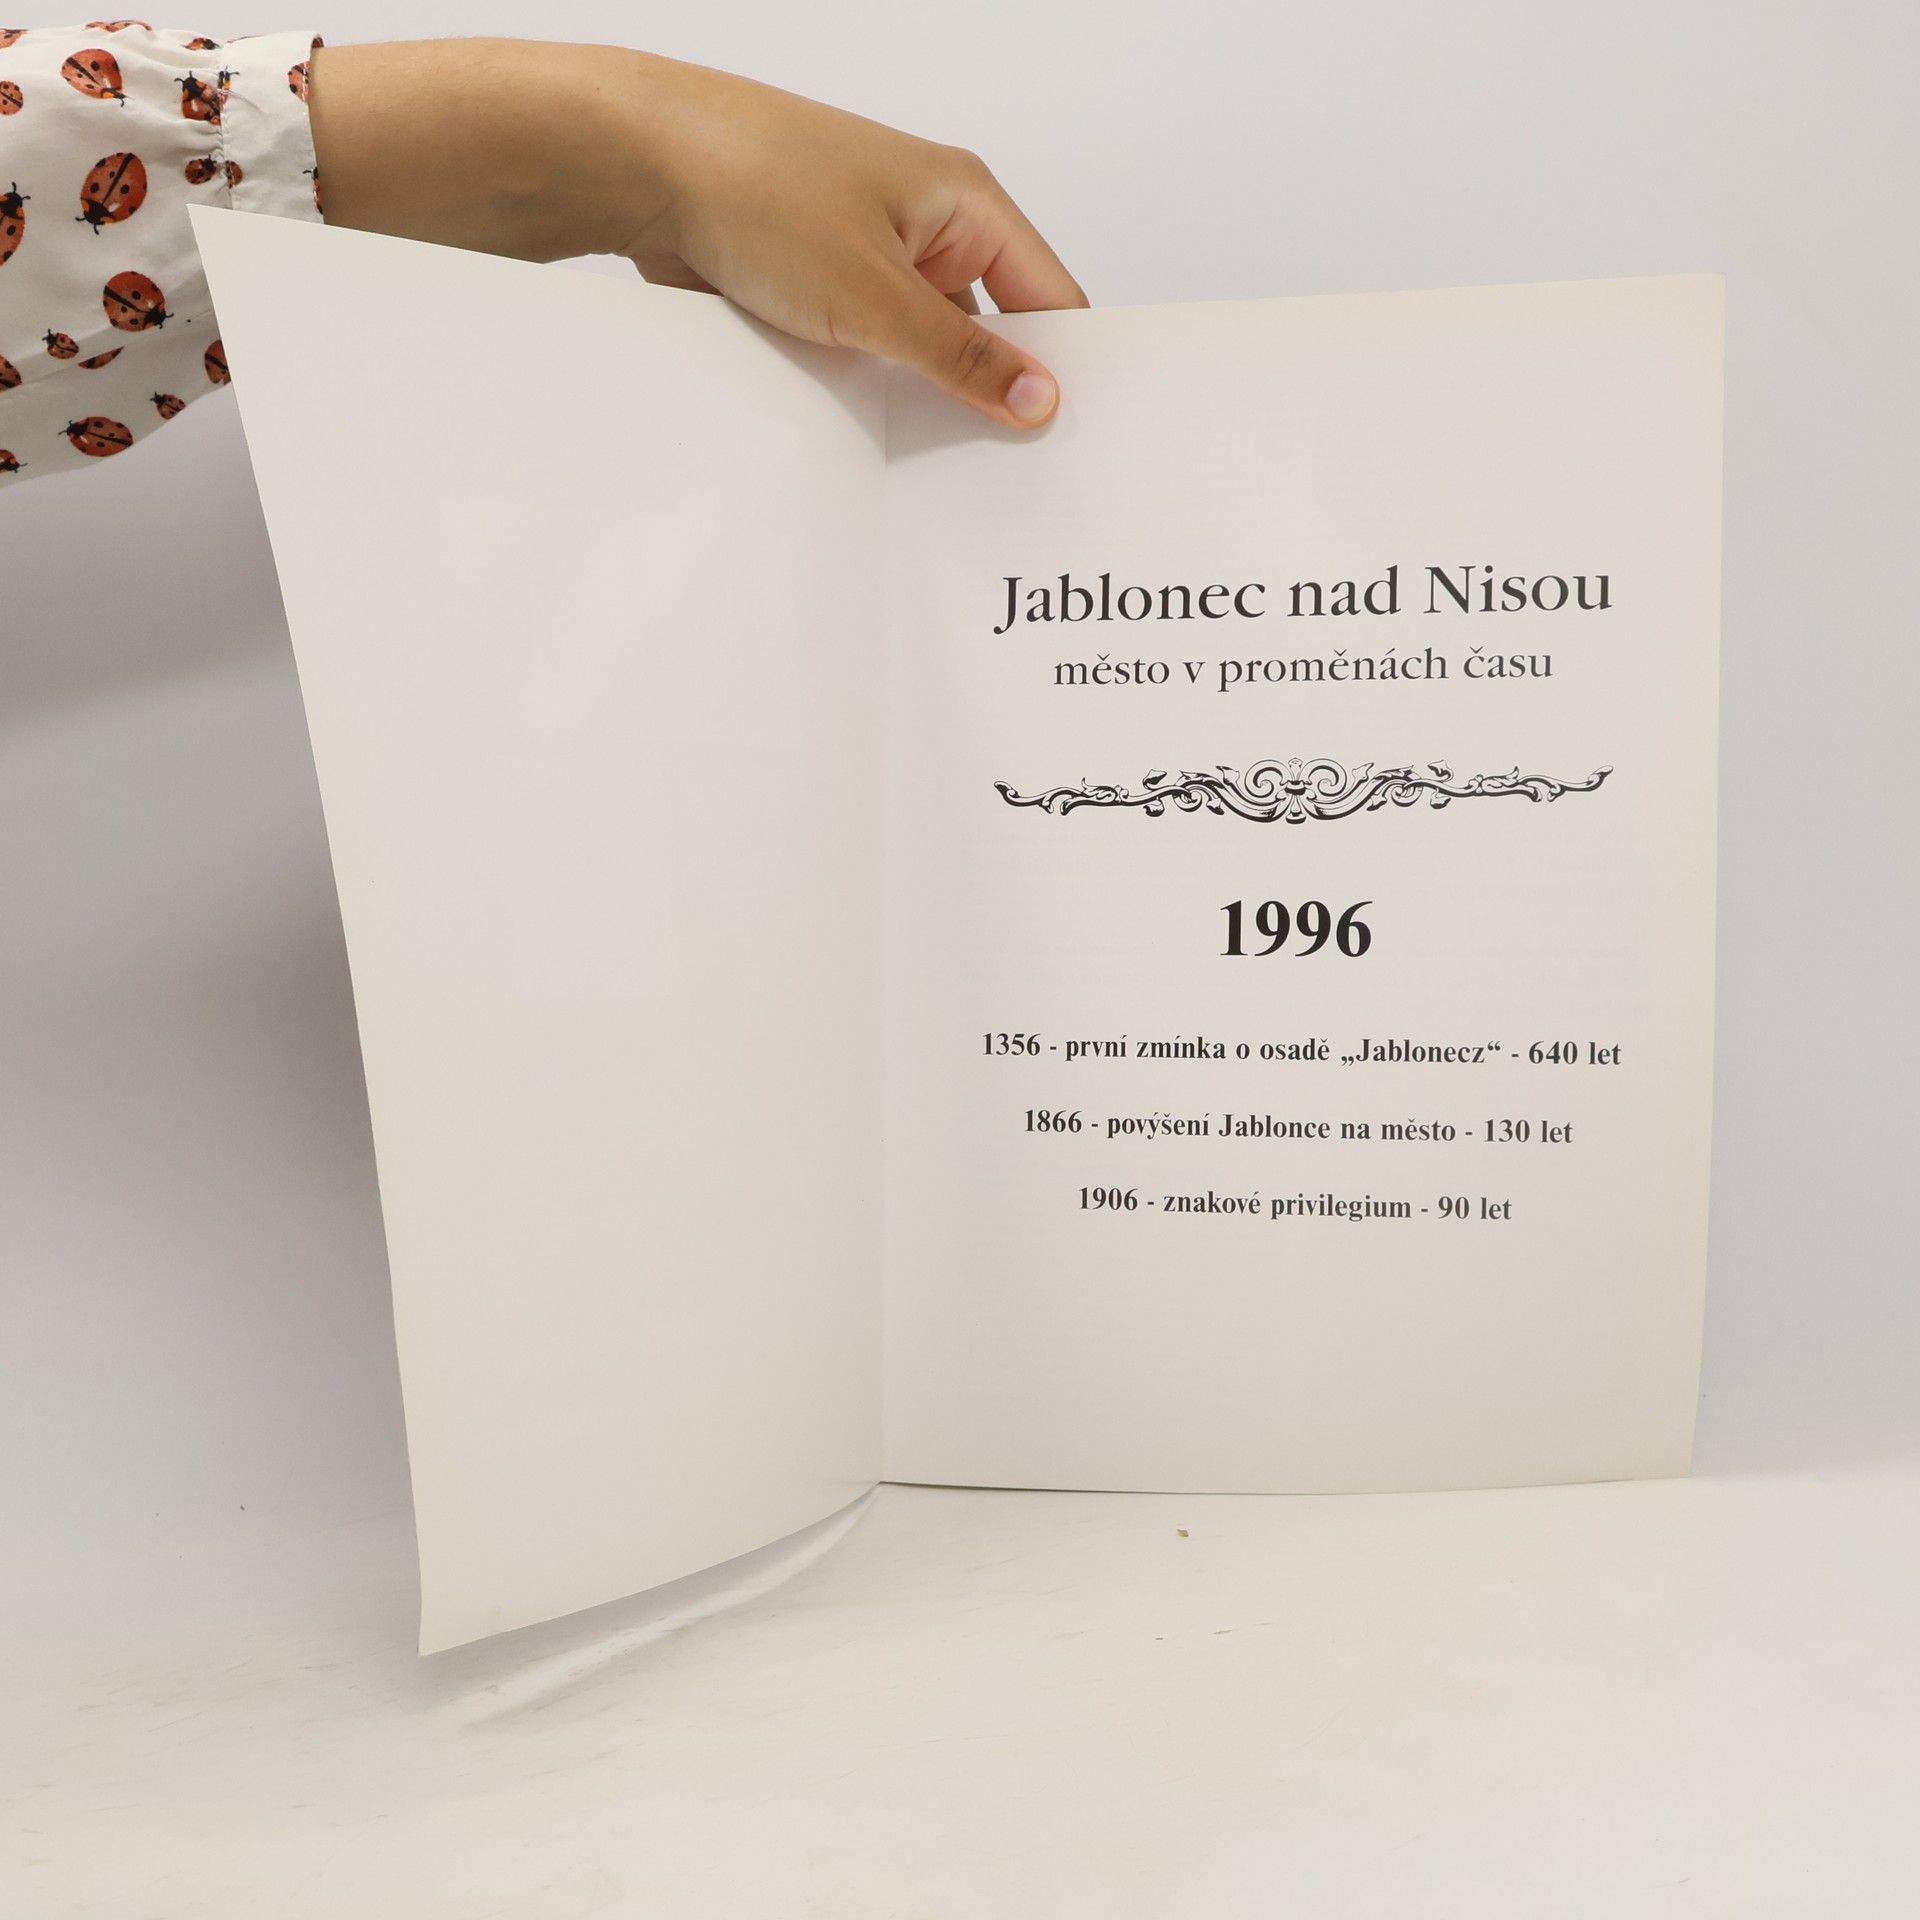 Jablonec nad Nisou
město v proměnách času
1996
1356 - první zmínka o osadě „Jablonecz“ - 640 let
1866 - povýšení Jablonce na město - 130 let
1906 - znakové privilegium - 90 let